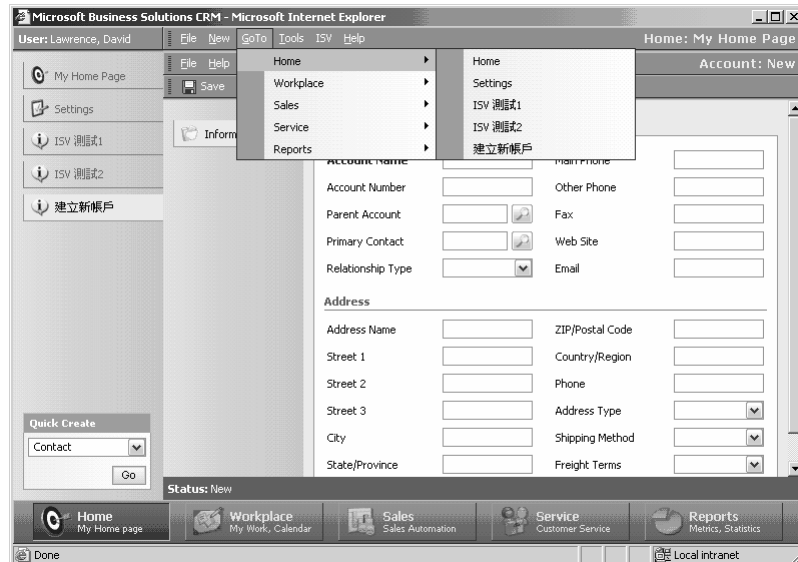 Microsoft Business Solutions CRM - Microsoft Internet Explorer
User: Lawrence, David
File New GoTo Tools ISV Help
Home: My Home Page
File Help
Account: New
Save
My Home Page
Settings
ISV 測試1
ISV 測試2
建立新帳戶
Home
Workplace
Sales
Service
Reports
Home
Settings
ISV 測試1
ISV 測試2
建立新帳戶
Inform
Account Name Main Phone
Account Number Other Phone
Parent Account Fax
Primary Contact Web Site
Relationship Type Email
Address
Address Name ZIP/Postal Code
Street 1 Country/Region
Street 2 Phone
Street 3 Address Type
City Shipping Method
State/Province Freight Terms
Quick Create
Contact
Go
Status: New
Home
My Home page
Workplace
My Work, Calendar
Sales
Sales Automation
Service
Customer Service
Reports
Metrics, Statistics
Done
Local intranet